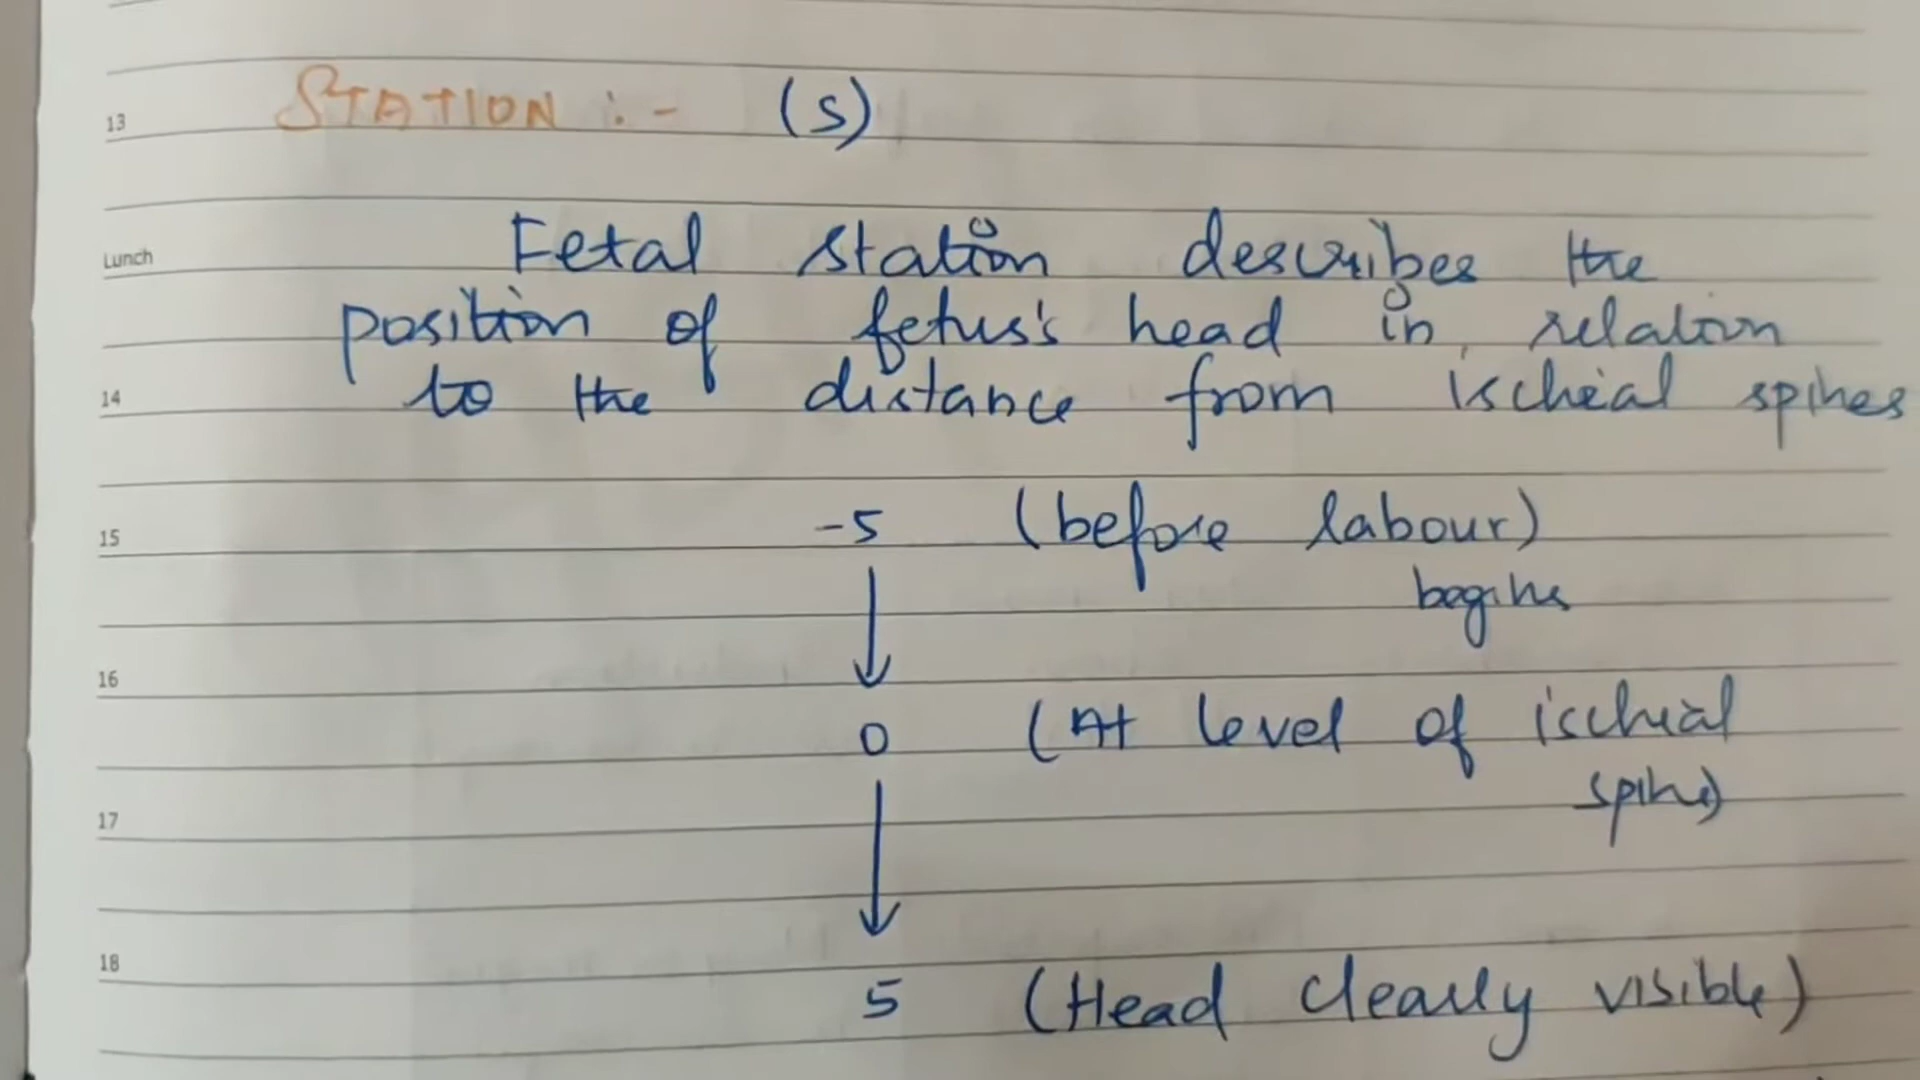 13 STATION :- (S)
Lunch Fetal station describes the
position of fetus's head in relation
14 to the distance from ischeal spines
15 -5 (before labour)
begins
16
0 (At level of ischial
17 spine)
18
5 (Head clearly visible)